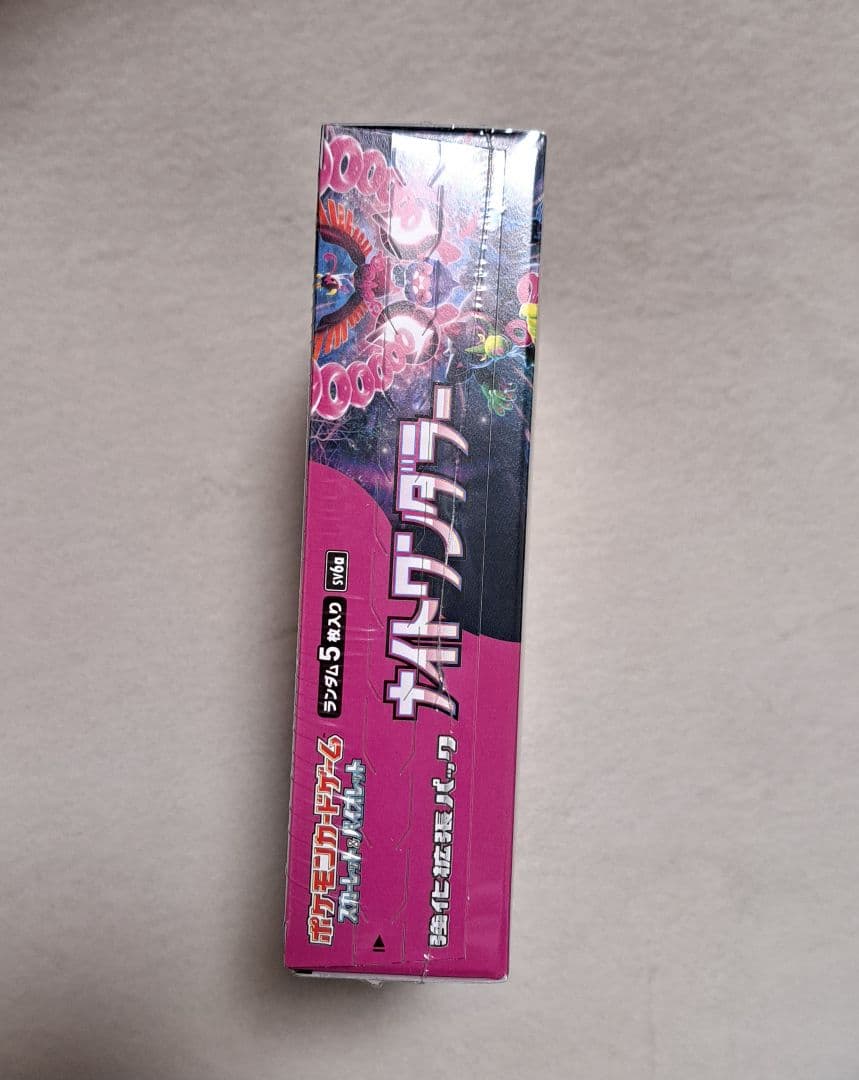 ポケモンカードゲーム
スカーレット&バイオレット
ランダム5枚入り
SV6a
強化拡張パック
ナイトワンダラー